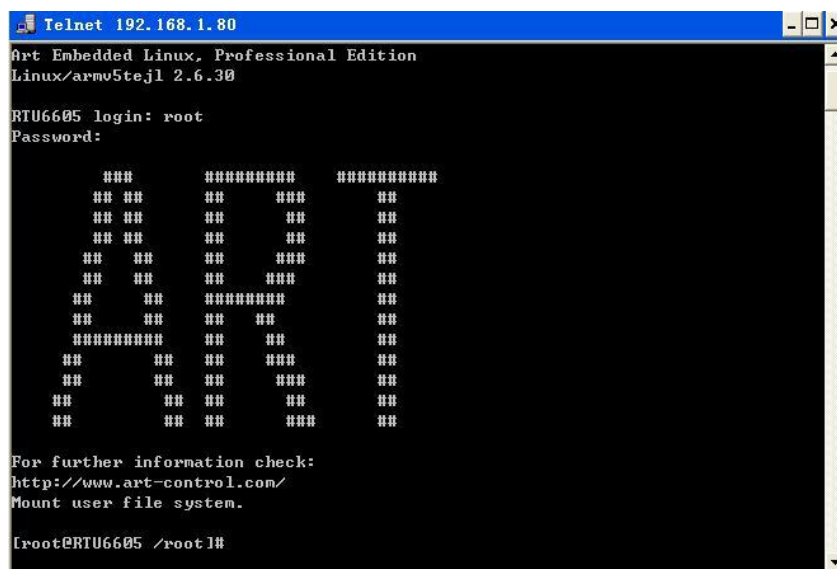 Telnet 192.168.1.80
Art Embedded Linux, Professional Edition
Linux/armv5tejl 2.6.30
RTU6605 login: root
Password:
          ###       #########    ##########
         ## ##      ##     ###       ##
         ## ##      ##      ##       ##
         ## ##      ##      ##       ##
        ##   ##     ##     ###       ##
        ##   ##     ##    ###        ##
       ##     ##    ########         ##
       ##     ##    ##   ##          ##
       #########    ##    ##         ##
      ##       ##   ##    ###        ##
      ##       ##   ##     ###       ##
     ##         ##  ##      ##       ##
     ##         ##  ##      ###      ##
For further information check:
http://www.art-control.com/
Mount user file system.
[root@RTU6605 /root]#